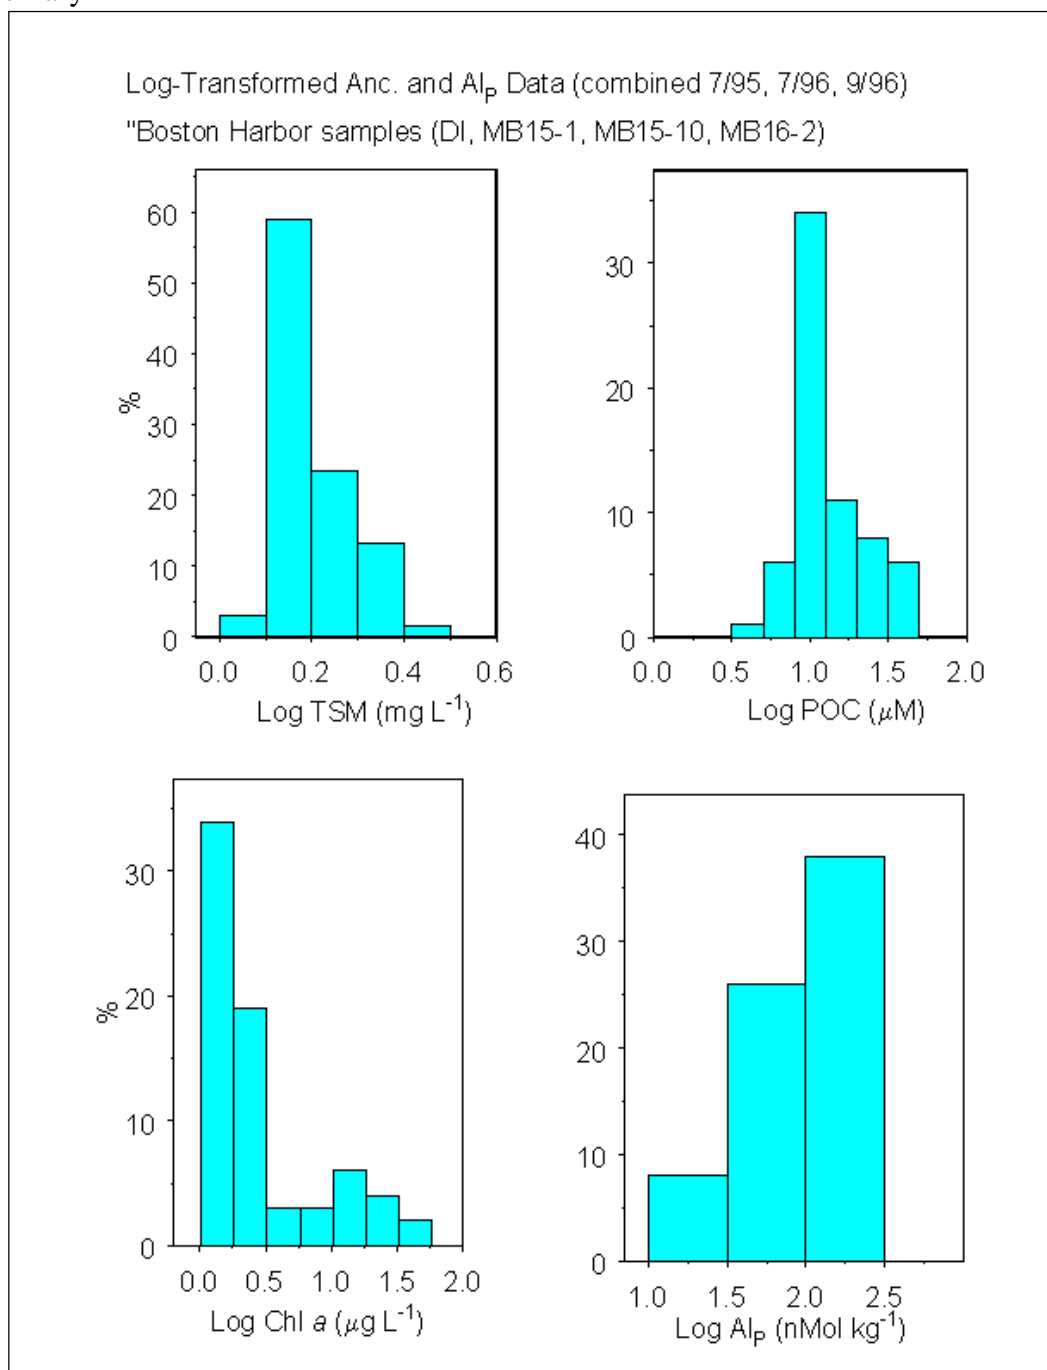 Log-Transformed Anc. and Al_P Data (combined 7/95, 7/96, 9/96)
"Boston Harbor samples (DI, MB15-1, MB15-10, MB16-2)
%
60
50
40
30
20
10
0
0.0 0.2 0.4 0.6
Log TSM (mg L⁻¹)
30
20
10
0
0.0 0.5 1.0 1.5 2.0
Log POC (μM)
%
30
20
10
0
0.0 0.5 1.0 1.5 2.0
Log Chl a (μg L⁻¹)
40
30
20
10
0
1.0 1.5 2.0 2.5
Log Al_P (nMol kg⁻¹)